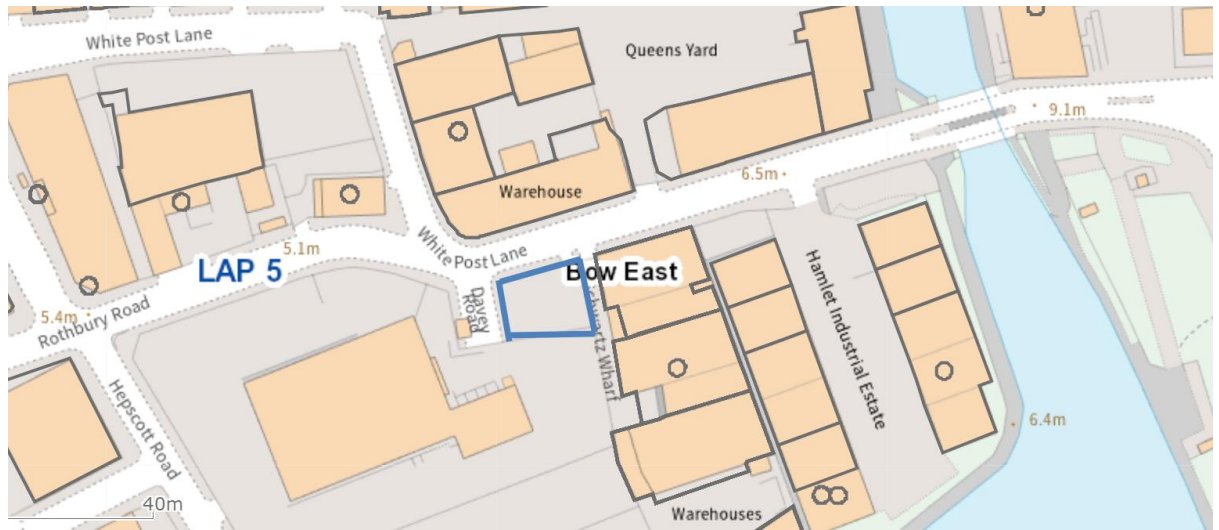 White Post Lane
Queens Yard
9.1m
Warehouse
6.5m
White Post Lane
5.1m
LAP 5
Bow East
Davey
Road
5.4m
Rothbury Road
Schwartz Wharf
Hamlet Industrial Estate
Hepscott Road
6.4m
40m
Warehouses